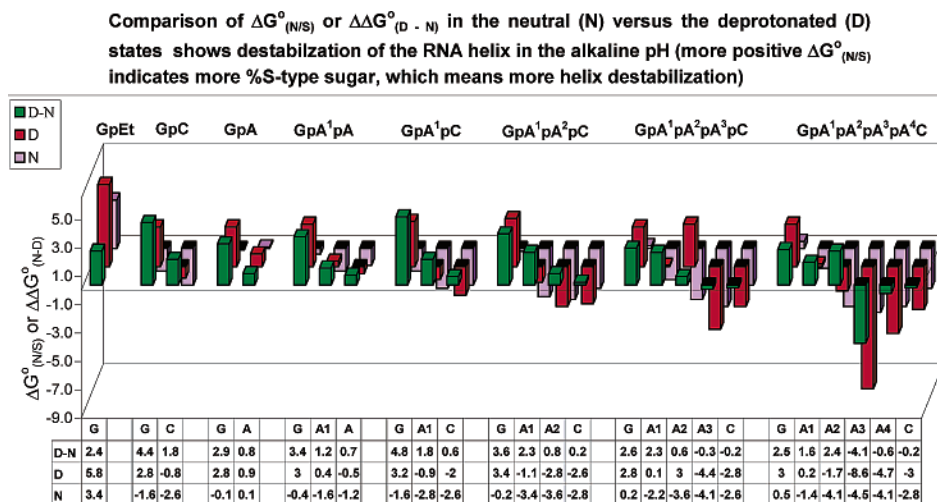 Comparison of ΔG°(N/S) or ΔΔG°(D - N) in the neutral (N) versus the deprotonated (D)
states shows destabilzation of the RNA helix in the alkaline pH (more positive ΔG°(N/S)
indicates more %S-type sugar, which means more helix destabilization)
D-N
D
N
GpEt GpC GpA GpA¹pA GpA¹pC GpA¹pA²pC GpA¹pA²pA³pC GpA¹pA²pA³pA⁴C
ΔG°(N/S) or ΔΔG°(N-D)
5.0
3.0
1.0
-1.0
-3.0
-5.0
-7.0
-9.0
G G C G A G A1 A G A1 C G A1 A2 C G A1 A2 A3 C G A1 A2 A3 A4 C
D-N 2.4 4.4 1.8 2.9 0.8 3.4 1.2 0.7 4.8 1.8 0.6 3.6 2.3 0.8 0.2 2.6 2.3 0.6 -0.3 -0.2 2.5 1.6 2.4 -4.1 -0.6 -0.2
D 5.8 2.8 -0.8 2.8 0.9 3 0.4 -0.5 3.2 -0.9 -2 3.4 -1.1 -2.8 -2.6 2.8 0.1 3 -4.4 -2.8 3 0.2 -1.7 -8.6 -4.7 -3
N 3.4 -1.6 -2.6 -0.1 0.1 -0.4 -1.6 -1.2 -1.6 -2.8 -2.6 -0.2 -3.4 -3.6 -2.8 0.2 -2.2 -3.6 -4.1 -2.6 0.5 -1.4 -4.1 -4.5 -4.1 -2.8